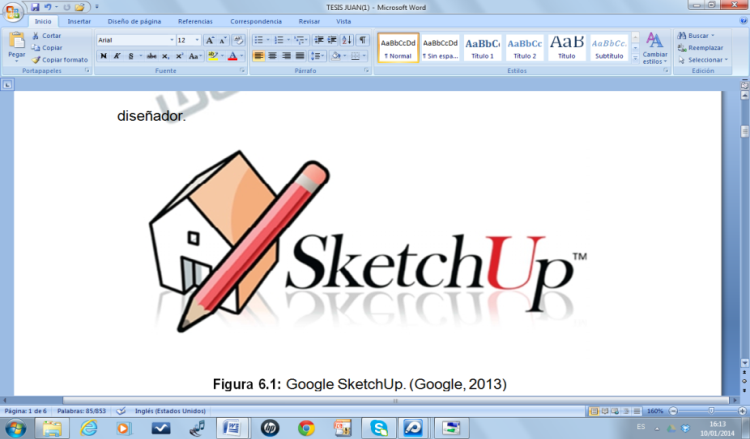 TESIS JUAN(1) - Microsoft Word
Inicio Insertar Diseño de página Referencias Correspondencia Revisar Vista
Pegar
Cortar
Copiar
Copiar formato
Portapapeles
Arial 12
Fuente
Párrafo
AaBbCcDd AaBbCcDd AaBbC AaBbCc AaB AaBbCc.
¶ Normal ¶ Sin espa... Título 1 Título 2 Título Subtítulo
Cambiar estilos
Estilos
Buscar
Reemplazar
Seleccionar
Edición
diseñador.
SketchUp™
Figura 6.1: Google SketchUp. (Google, 2013)
Página: 1 de 6 Palabras: 85/853 Inglés (Estados Unidos) 160%
ES 16:13
10/01/2014